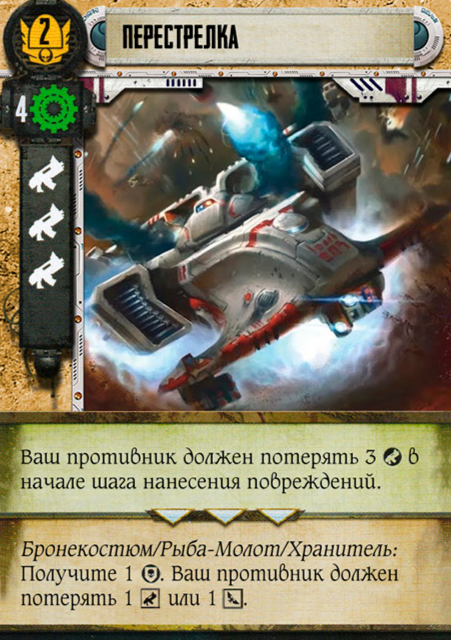 2
ПЕРЕСТРЕЛКА
4
Ваш противник должен потерять 3 в
начале шага нанесения повреждений.
Бронекостюм/Рыба-Молот/Хранитель:
Получите 1 . Ваш противник должен
потерять 1 или 1 .